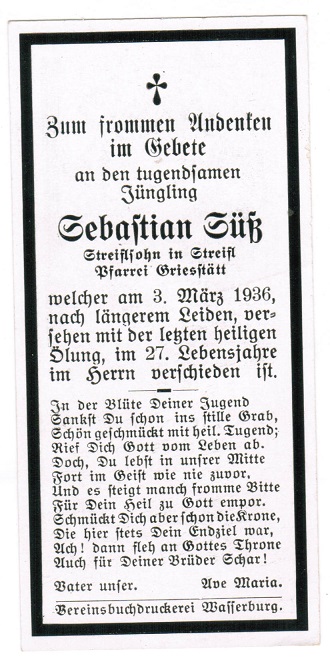 Zum frommen Andenken
im Gebete
an den tugendsamen
Jüngling
Sebastian Süß
Streiflsohn in Streifl
Pfarrei Griesstätt
welcher am 3. März 1936,
nach längerem Leiden, ver-
sehen mit der letzten heiligen
Ölung, im 27. Lebensjahre
im Herrn verschieden ist.
In der Blüte Deiner Jugend
Sankst Du schon ins stille Grab,
Schön geschmückt mit heil. Tugend;
Rief Dich Gott vom Leben ab.
Doch, Du lebst in unsrer Mitte
Fort im Geist wie nie zuvor,
Und es steigt manch fromme Bitte
Für Dein Heil zu Gott empor.
Schmückt Dich aber schon die Krone,
Die hier stets Dein Endziel war,
Ach! dann fleh an Gottes Throne
Auch für Deiner Brüder Schar!
Vater unser. Ave Maria.
Vereinsbuchdruckerei Wasserburg.